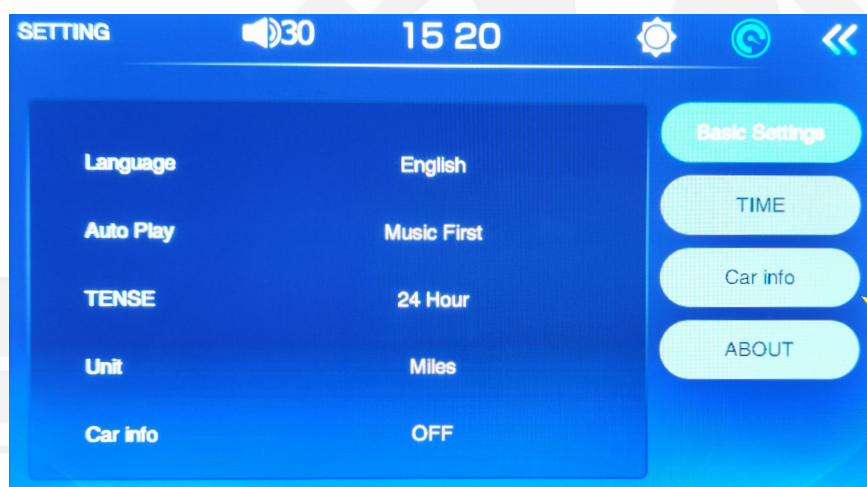 SETTING 30 15 20
Basic Settings
Language English
TIME
Auto Play Music First
Car info
TENSE 24 Hour
ABOUT
Unit Miles
Car info OFF